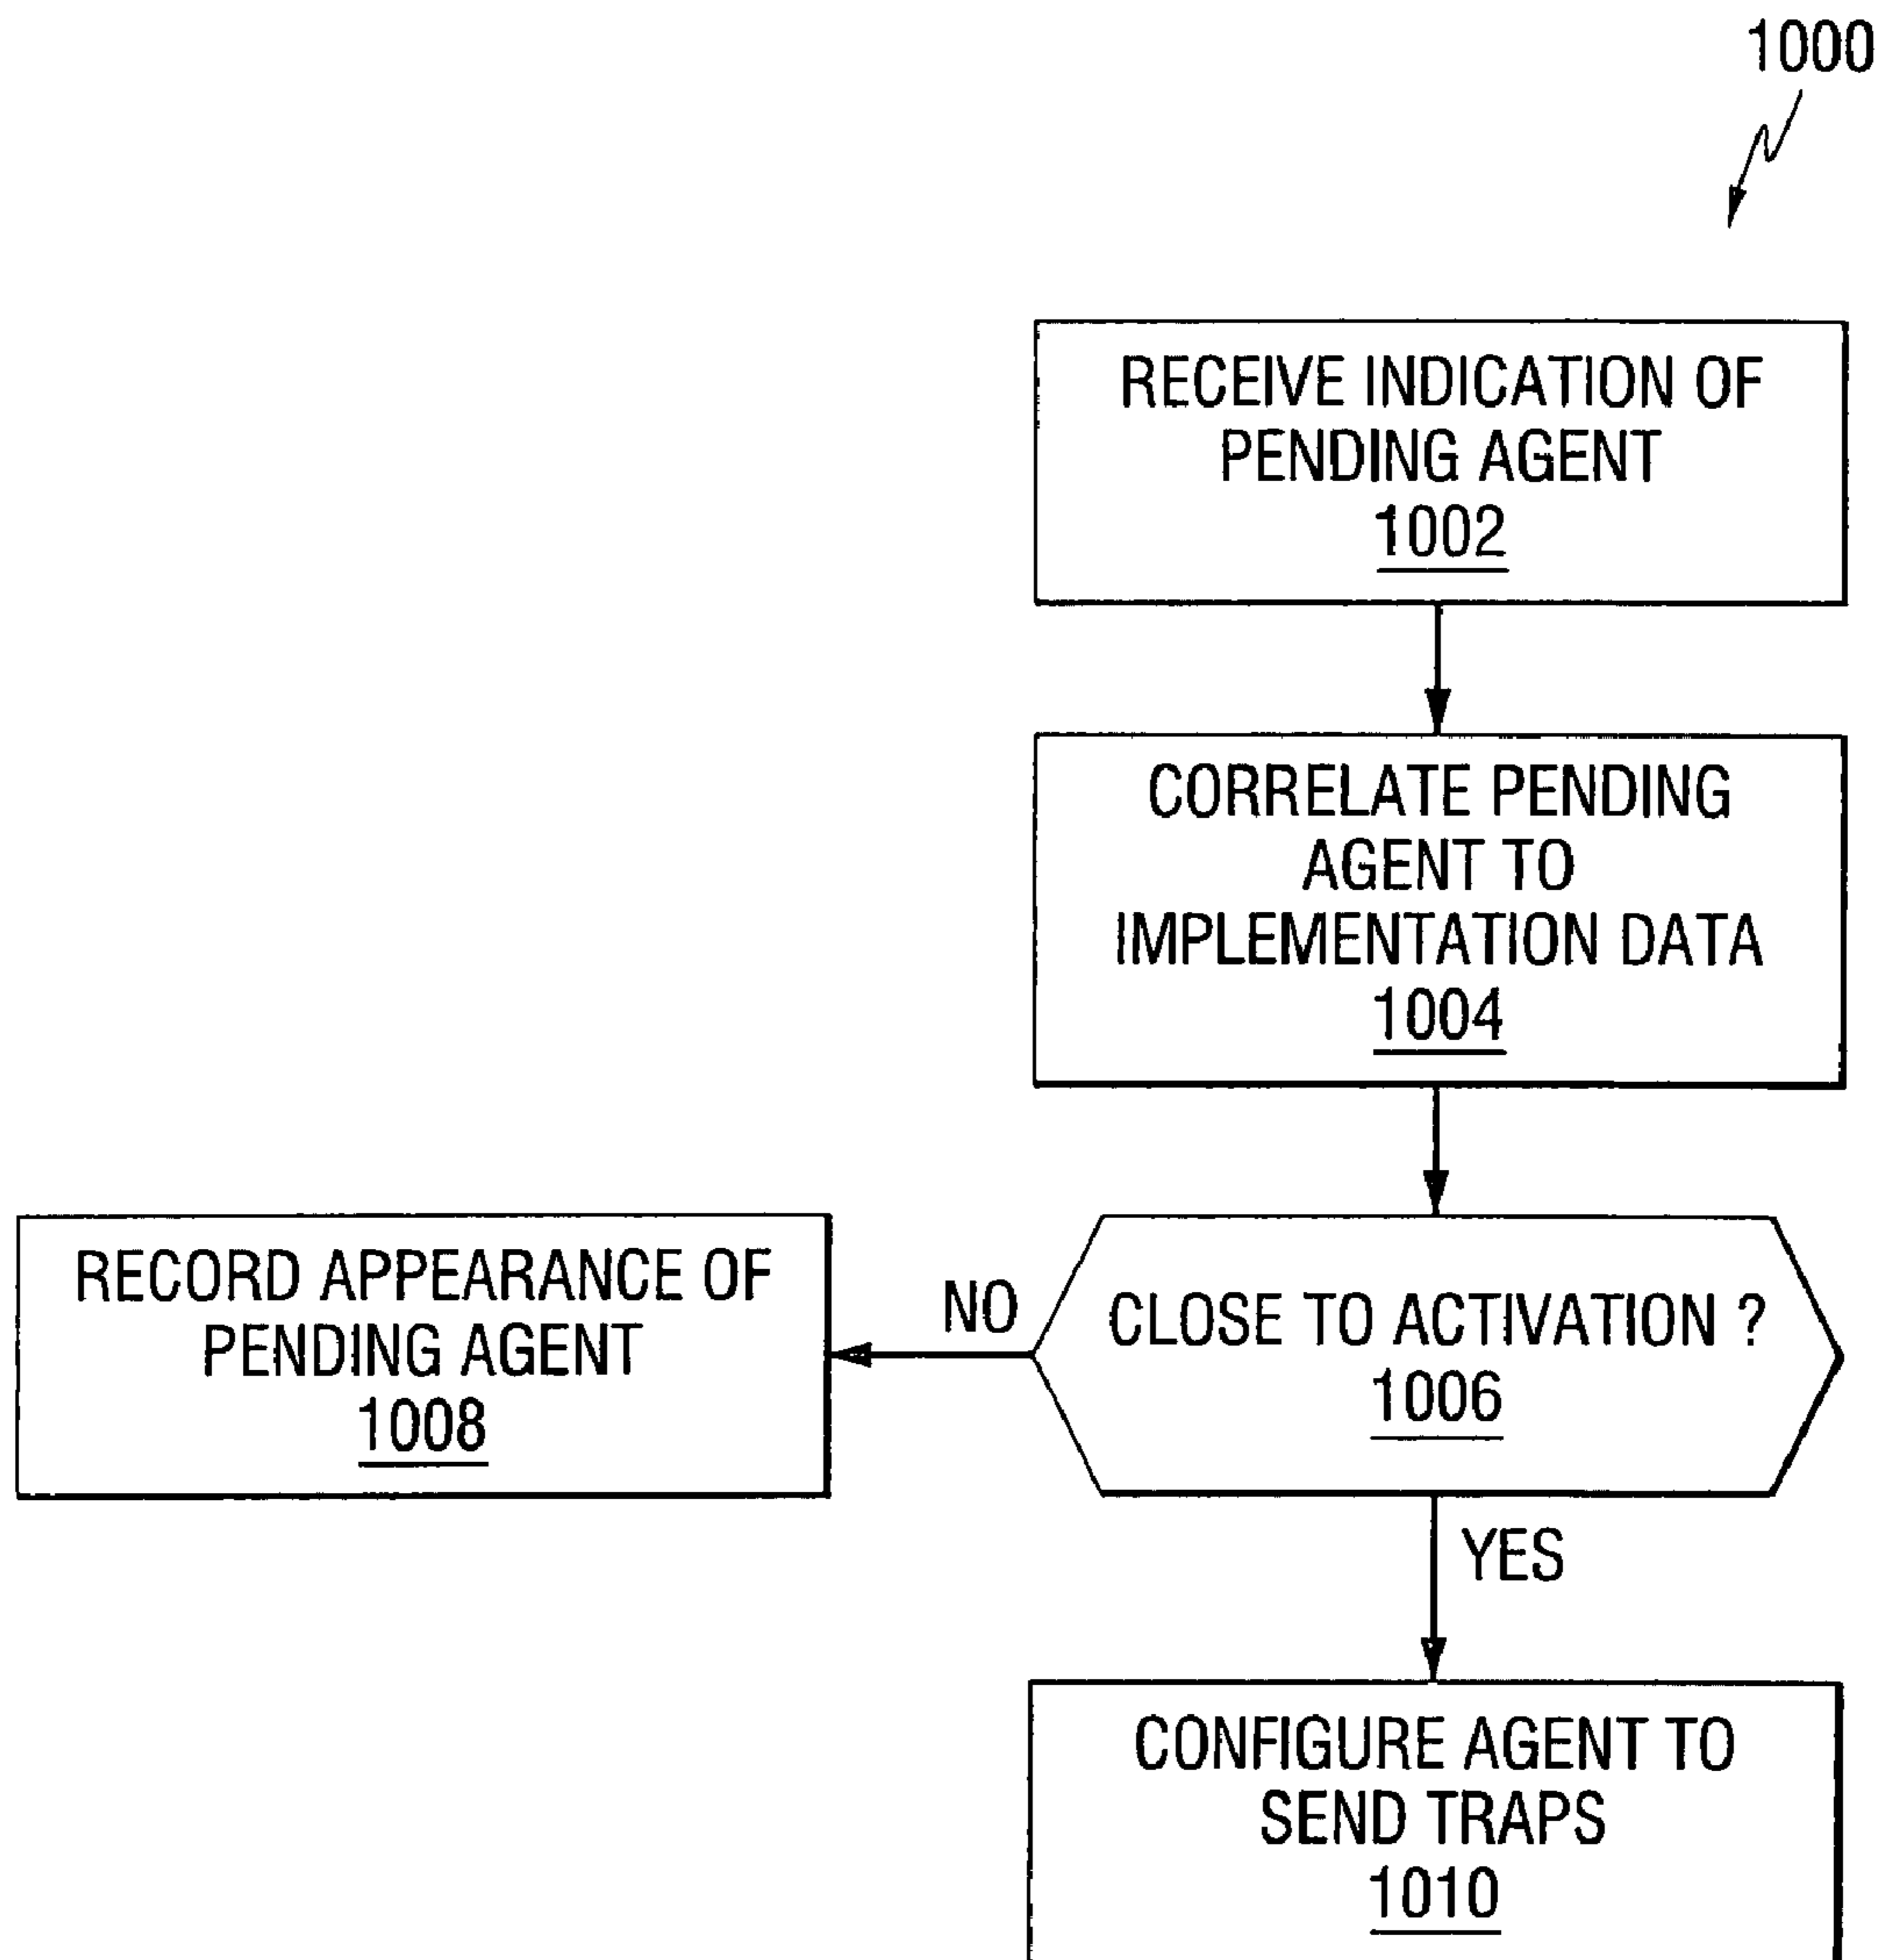 1000
RECEIVE INDICATION OF
PENDING AGENT
1002
CORRELATE PENDING
AGENT TO
IMPLEMENTATION DATA
1004
RECORD APPEARANCE OF
PENDING AGENT
1008
NO
CLOSE TO ACTIVATION ?
1006
YES
CONFIGURE AGENT TO
SEND TRAPS
1010